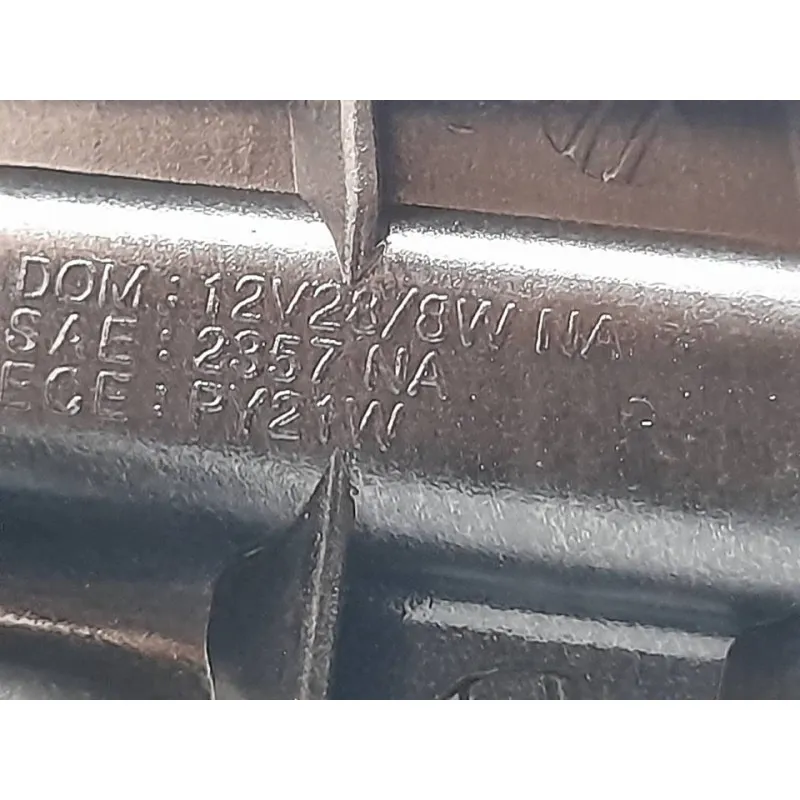 DOM : 12V28/8W NA
SAE : 2357 NA
ECE : PY21W